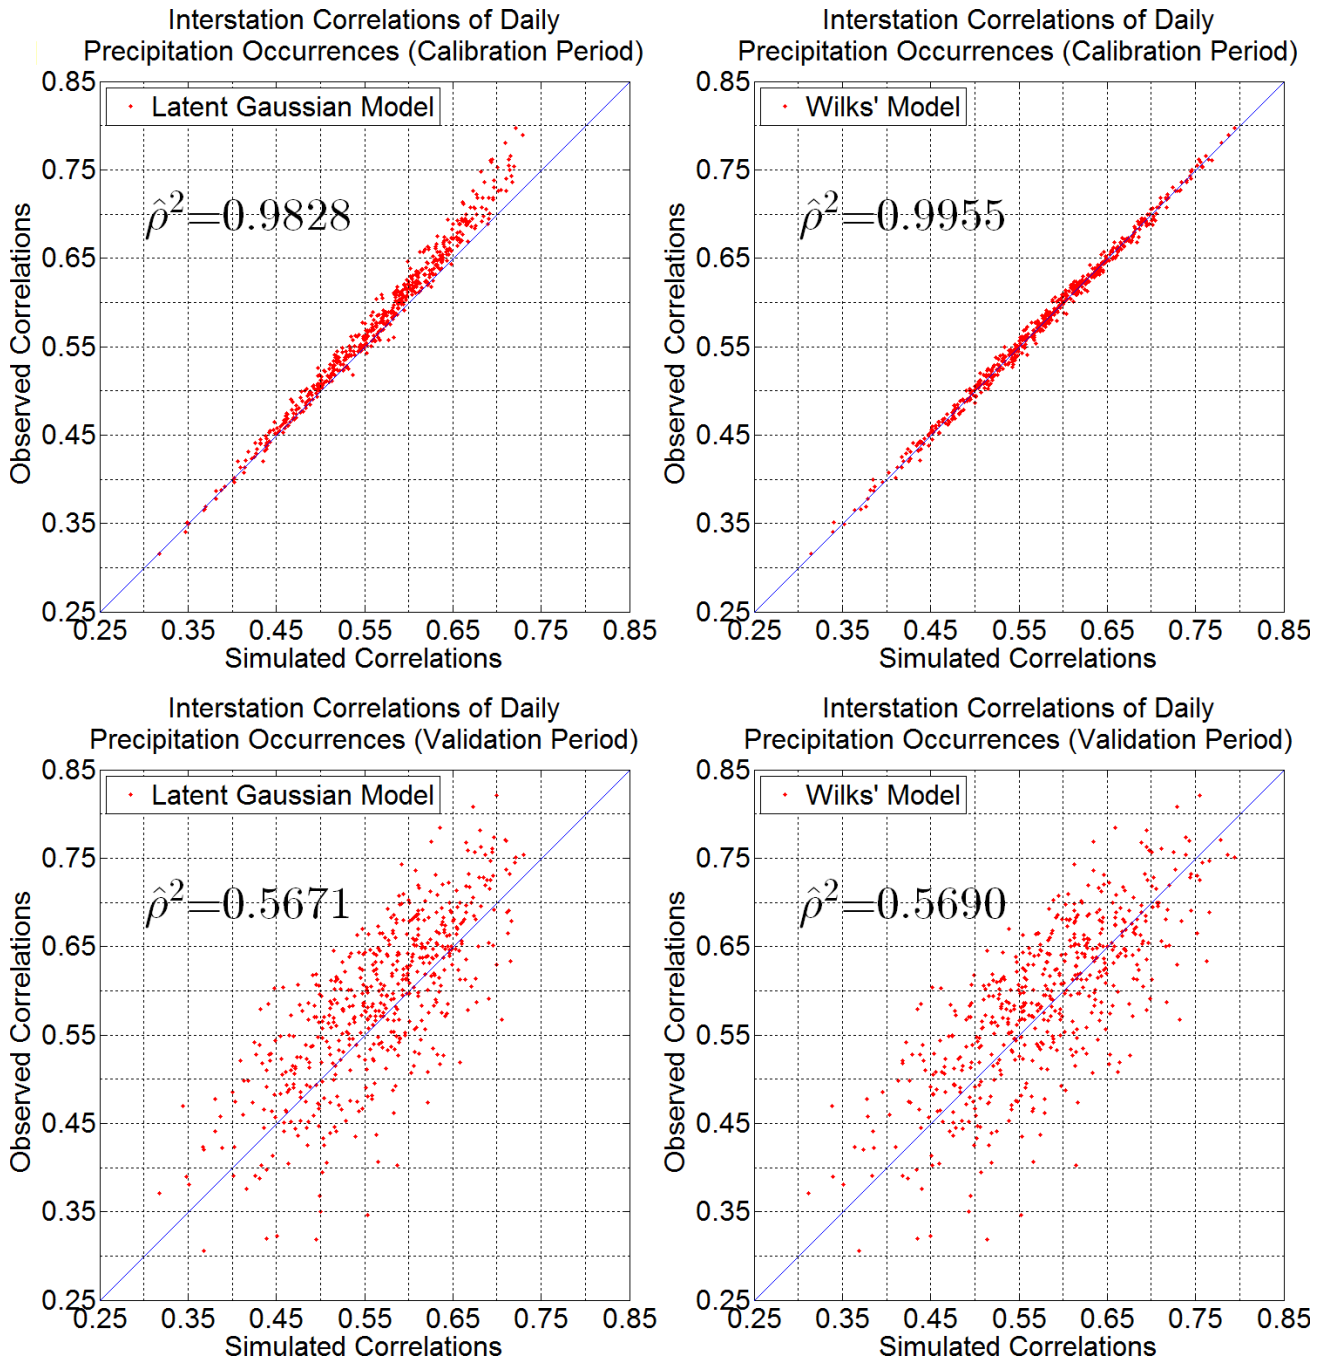 Interstation Correlations of Daily
Precipitation Occurrences (Calibration Period)
0.85
0.75
0.65
0.55
0.45
0.35
0.25
Observed Correlations
Latent Gaussian Model
ρ̂²=0.9828
0.25 0.35 0.45 0.55 0.65 0.75 0.85
Simulated Correlations
Interstation Correlations of Daily
Precipitation Occurrences (Calibration Period)
0.85
0.75
0.65
0.55
0.45
0.35
0.25
Observed Correlations
Wilks' Model
ρ̂²=0.9955
0.25 0.35 0.45 0.55 0.65 0.75 0.85
Simulated Correlations
Interstation Correlations of Daily
Precipitation Occurrences (Validation Period)
0.85
0.75
0.65
0.55
0.45
0.35
0.25
Observed Correlations
Latent Gaussian Model
ρ̂²=0.5671
0.25 0.35 0.45 0.55 0.65 0.75 0.85
Simulated Correlations
Interstation Correlations of Daily
Precipitation Occurrences (Validation Period)
0.85
0.75
0.65
0.55
0.45
0.35
0.25
Observed Correlations
Wilks' Model
ρ̂²=0.5690
0.25 0.35 0.45 0.55 0.65 0.75 0.85
Simulated Correlations